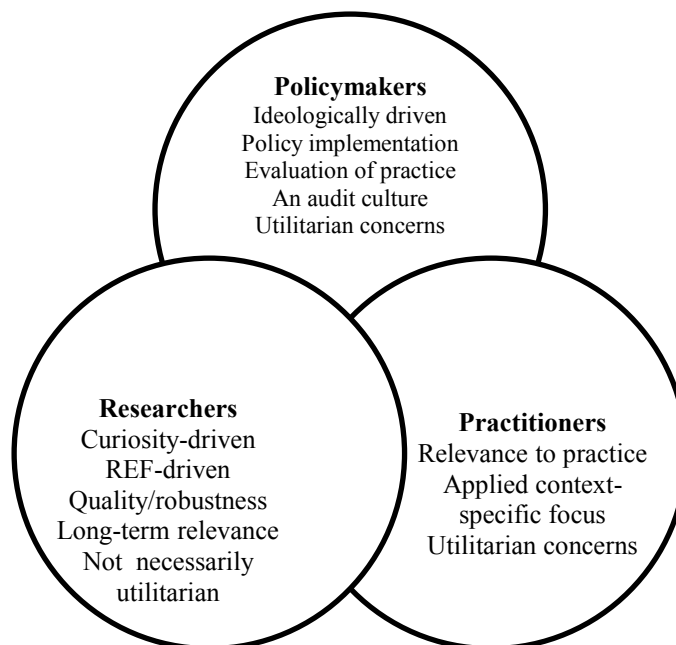 Policymakers
Ideologically driven
Policy implementation
Evaluation of practice
An audit culture
Utilitarian concerns
Researchers
Curiosity-driven
REF-driven
Quality/robustness
Long-term relevance
Not necessarily
utilitarian
Practitioners
Relevance to practice
Applied context-
specific focus
Utilitarian concerns